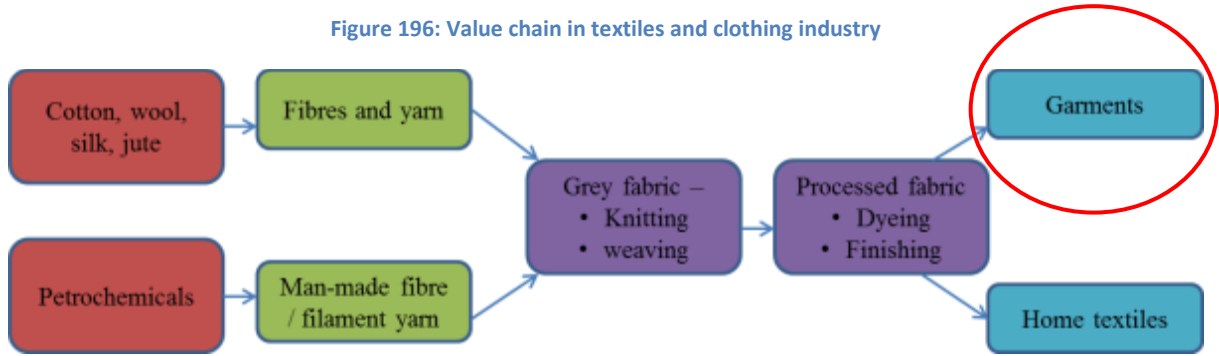 Figure 196: Value chain in textiles and clothing industry
Cotton, wool,
silk, jute
Fibres and yarn
Garments
Grey fabric –
• Knitting
• weaving
Processed fabric
• Dyeing
• Finishing
Petrochemicals
Man-made fibre
/ filament yarn
Home textiles